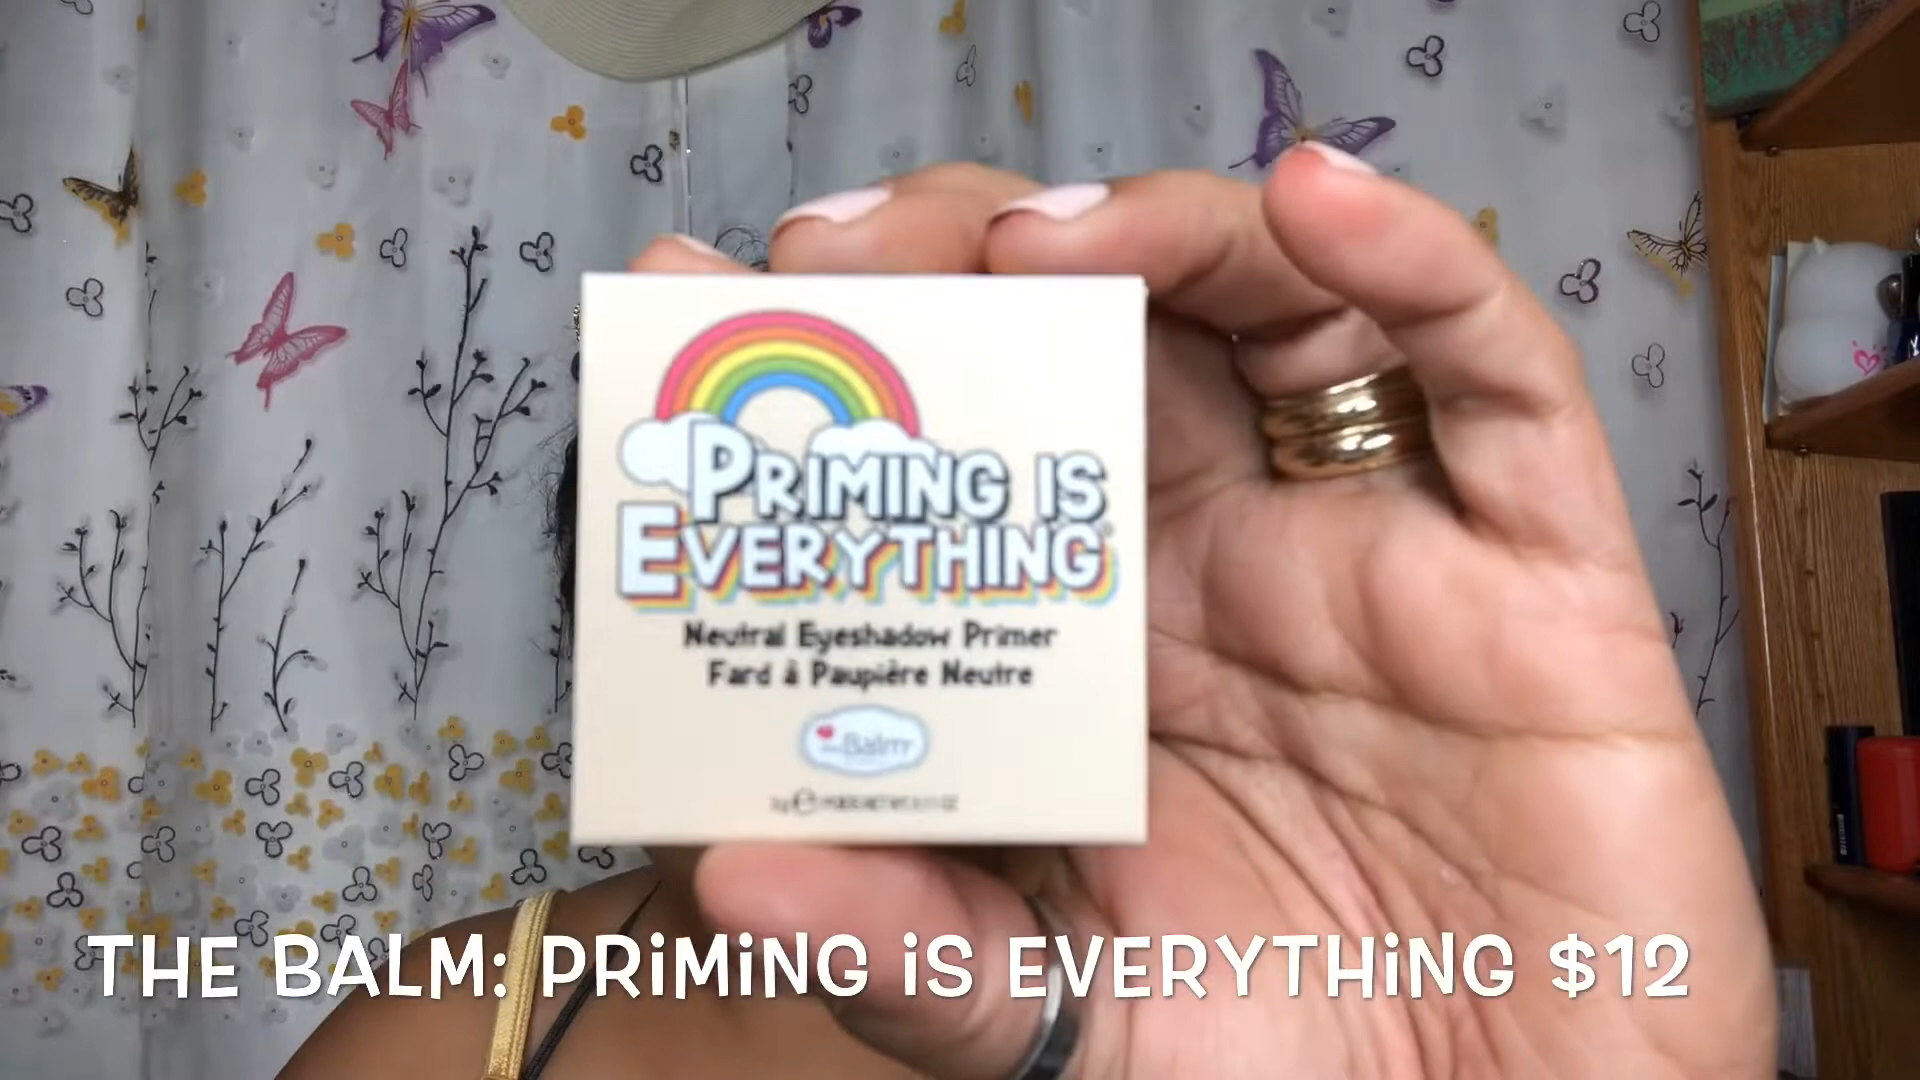 PRIMING IS
EVERYTHING
Neutral Eyeshadow Primer
Fard à Paupière Neutre
theBalm
THE BALM: PRiMiNG iS EVERYTHiNG $12